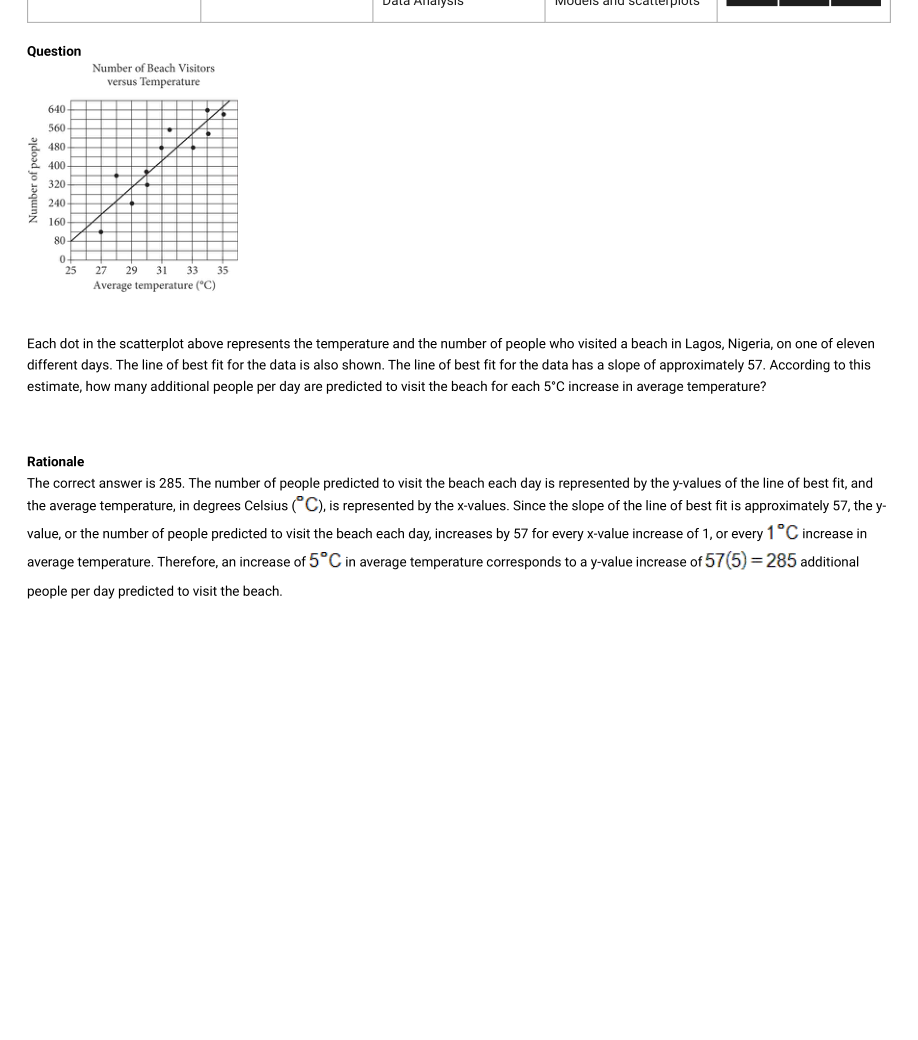 Data Analysis
Models and scatterplots
Question
Number of Beach Visitors
versus Temperature
Number of people
640
560
480
400
320
240
160
80
0
25 27 29 31 33 35
Average temperature (°C)
Each dot in the scatterplot above represents the temperature and the number of people who visited a beach in Lagos, Nigeria, on one of eleven
different days. The line of best fit for the data is also shown. The line of best fit for the data has a slope of approximately 57. According to this
estimate, how many additional people per day are predicted to visit the beach for each 5°C increase in average temperature?
Rationale
The correct answer is 285. The number of people predicted to visit the beach each day is represented by the y-values of the line of best fit, and
the average temperature, in degrees Celsius (°C), is represented by the x-values. Since the slope of the line of best fit is approximately 57, the y-
value, or the number of people predicted to visit the beach each day, increases by 57 for every x-value increase of 1, or every 1°C increase in
average temperature. Therefore, an increase of 5°C in average temperature corresponds to a y-value increase of 57(5) = 285 additional
people per day predicted to visit the beach.